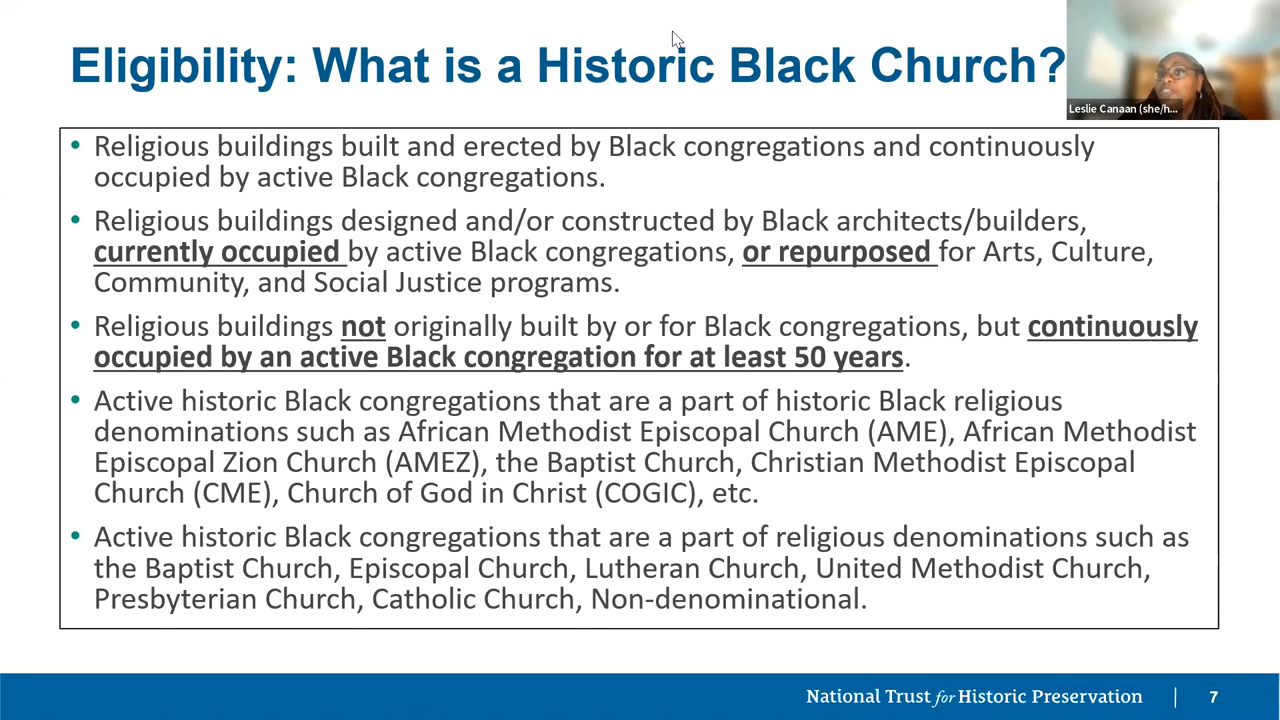 Eligibility: What is a Historic Black Church?
Leslie Canaan (she/h...
• Religious buildings built and erected by Black congregations and continuously
occupied by active Black congregations.
• Religious buildings designed and/or constructed by Black architects/builders,
currently occupied by active Black congregations, or repurposed for Arts, Culture,
Community, and Social Justice programs.
• Religious buildings not originally built by or for Black congregations, but continuously
occupied by an active Black congregation for at least 50 years.
• Active historic Black congregations that are a part of historic Black religious
denominations such as African Methodist Episcopal Church (AME), African Methodist
Episcopal Zion Church (AMEZ), the Baptist Church, Christian Methodist Episcopal
Church (CME), Church of God in Christ (COGIC), etc.
• Active historic Black congregations that are a part of religious denominations such as
the Baptist Church, Episcopal Church, Lutheran Church, United Methodist Church,
Presbyterian Church, Catholic Church, Non-denominational.
National Trust for Historic Preservation | 7